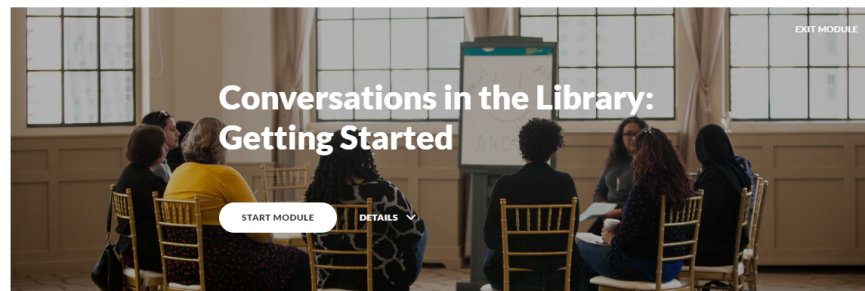 EXIT MODULE
Conversations in the Library:
Getting Started
START MODULE
DETAILS